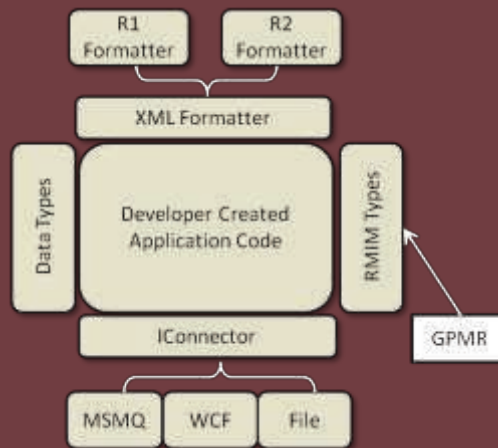 R1
Formatter
R2
Formatter
XML Formatter
Data Types
Developer Created
Application Code
RMIM Types
IConnector
GPMR
MSMQ
WCF
File